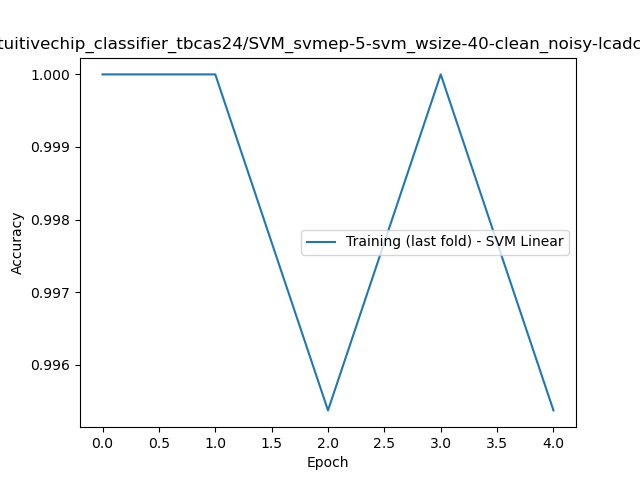 tuitivechip_classifier_tbcas24/SVM_svmep-5-svm_wsize-40-clean_noisy-lcadc
1.000
0.999
0.998
0.997
0.996
Accuracy
Training (last fold) - SVM Linear
0.0 0.5 1.0 1.5 2.0 2.5 3.0 3.5 4.0
Epoch